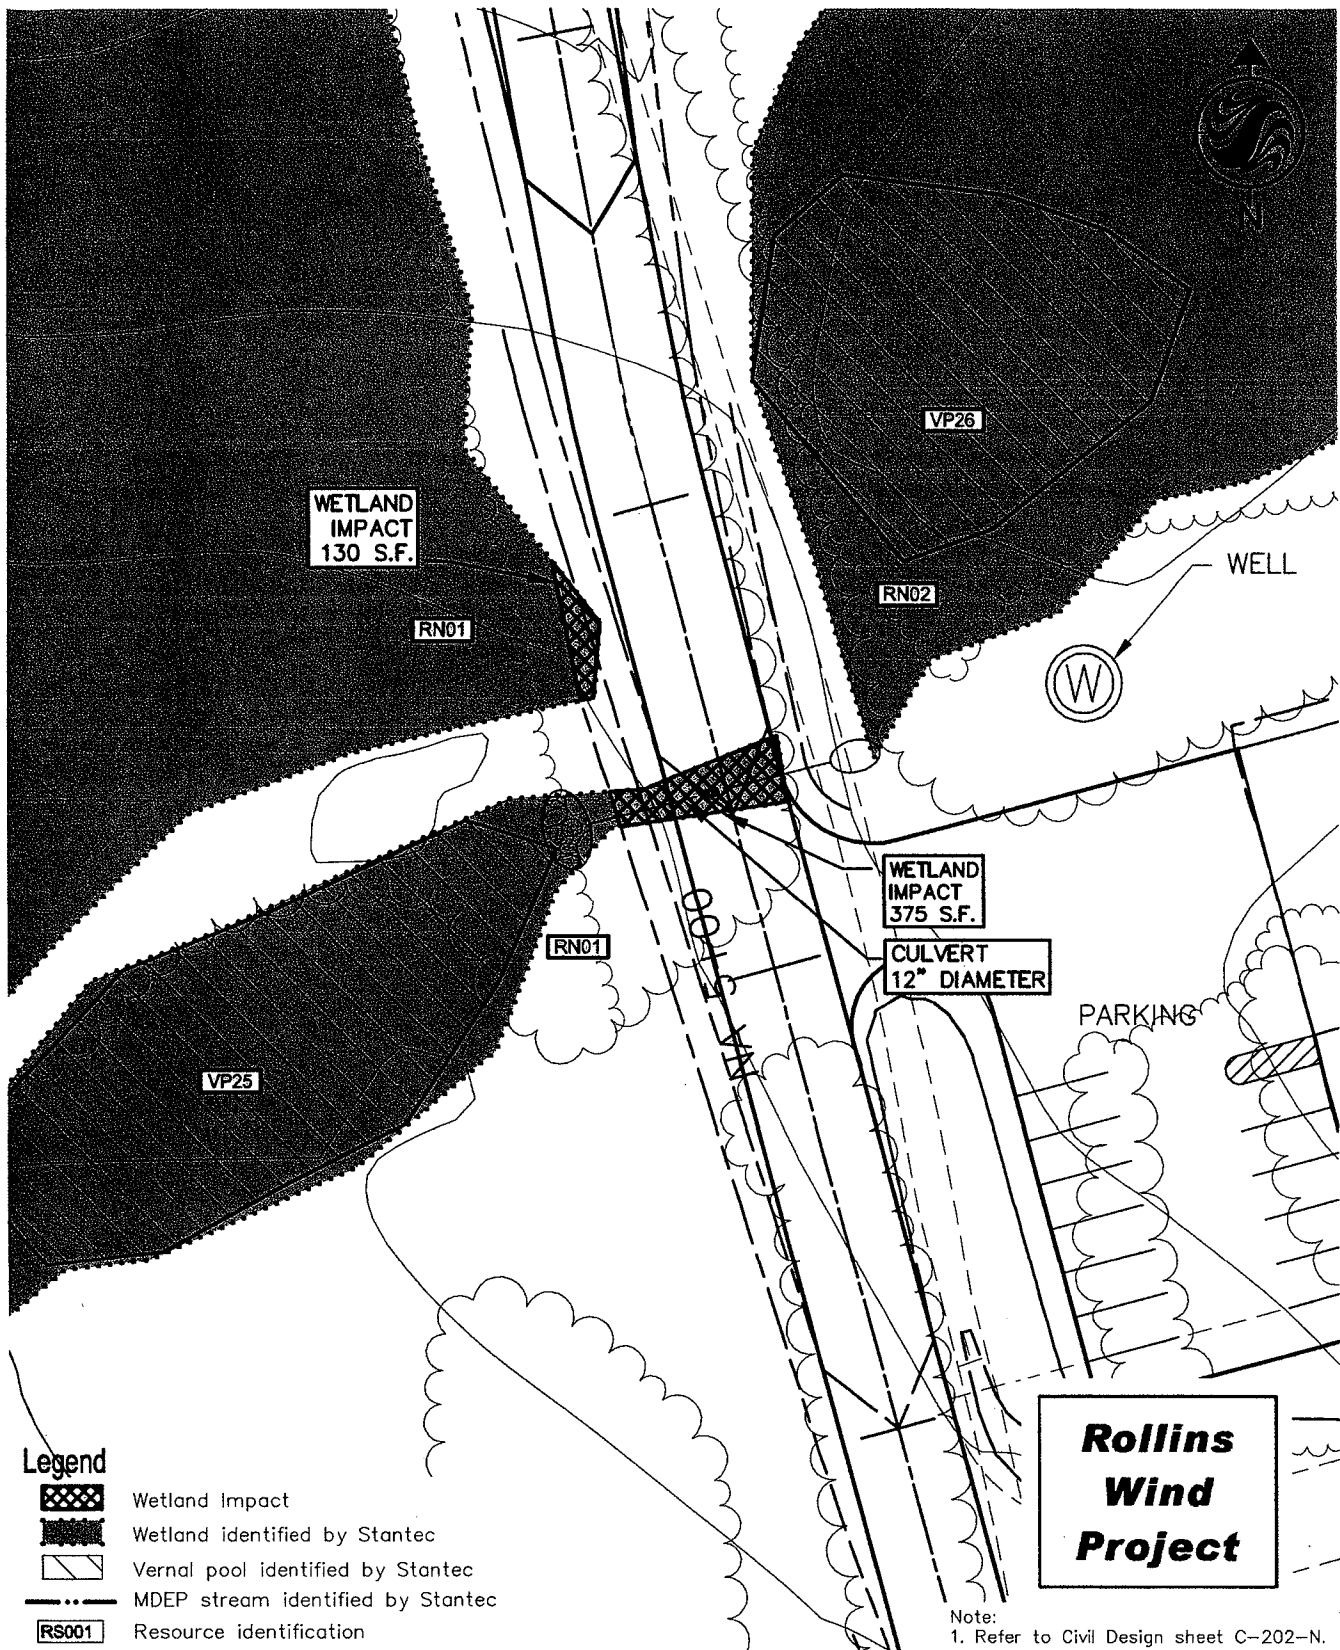 N
VP26
WETLAND
IMPACT
130 S.F.
WELL
RN02
RN01
W
WETLAND
IMPACT
375 S.F.
RN01
CULVERT
12" DIAMETER
PARKING
VP25
Rollins
Wind
Project
Legend
Wetland Impact
Wetland identified by Stantec
Vernal pool identified by Stantec
MDEP stream identified by Stantec
RS001 Resource identification
Note:
1. Refer to Civil Design sheet C-202-N.